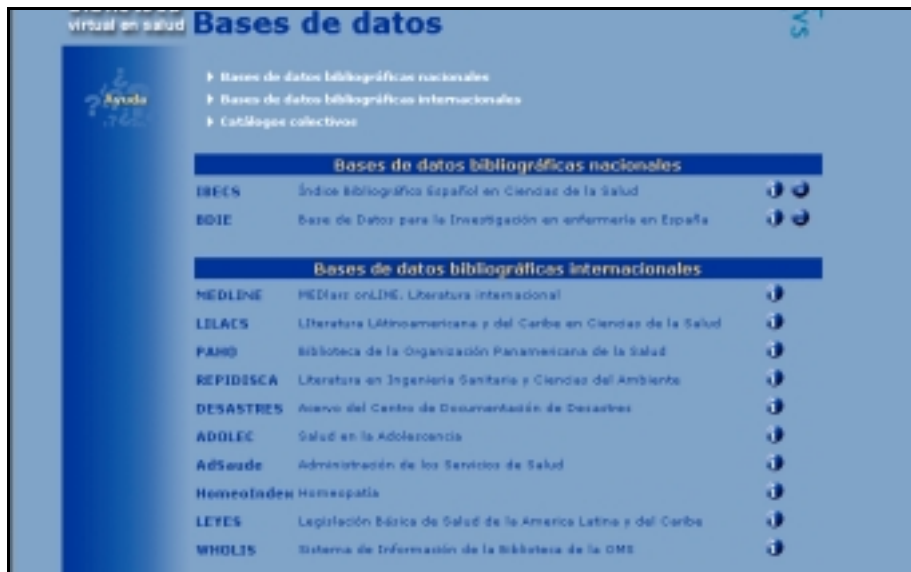 virtual en salud
Bases de datos
BVS
Ayuda
Bases de datos bibliográficas nacionales
Bases de datos bibliográficas internacionales
Catálogos colectivos
Bases de datos bibliográficas nacionales
IBECS Índice Bibliográfico Español en Ciencias de la Salud
BDIE Base de Datos para la Investigación en enfermería en España
Bases de datos bibliográficas internacionales
MEDLINE MEDlars onLINE. Literatura internacional
LILACS LIteratura LAtinoamericana y del Caribe en Ciencias de la Salud
PAHO Biblioteca de la Organización Panamericana de la Salud
REPIDISCA Literatura en Ingeniería Sanitaria y Ciencias del Ambiente
DESASTRES Acervo del Centro de Documentación de Desastres
ADOLEC Salud en la Adolescencia
AdSaude Administración de los Servicios de Salud
HomeoIndex Homeopatía
LEYES Legislación Básica de Salud de la America Latina y del Caribe
WHOLIS Sistema de Información de la Biblioteca de la OMS